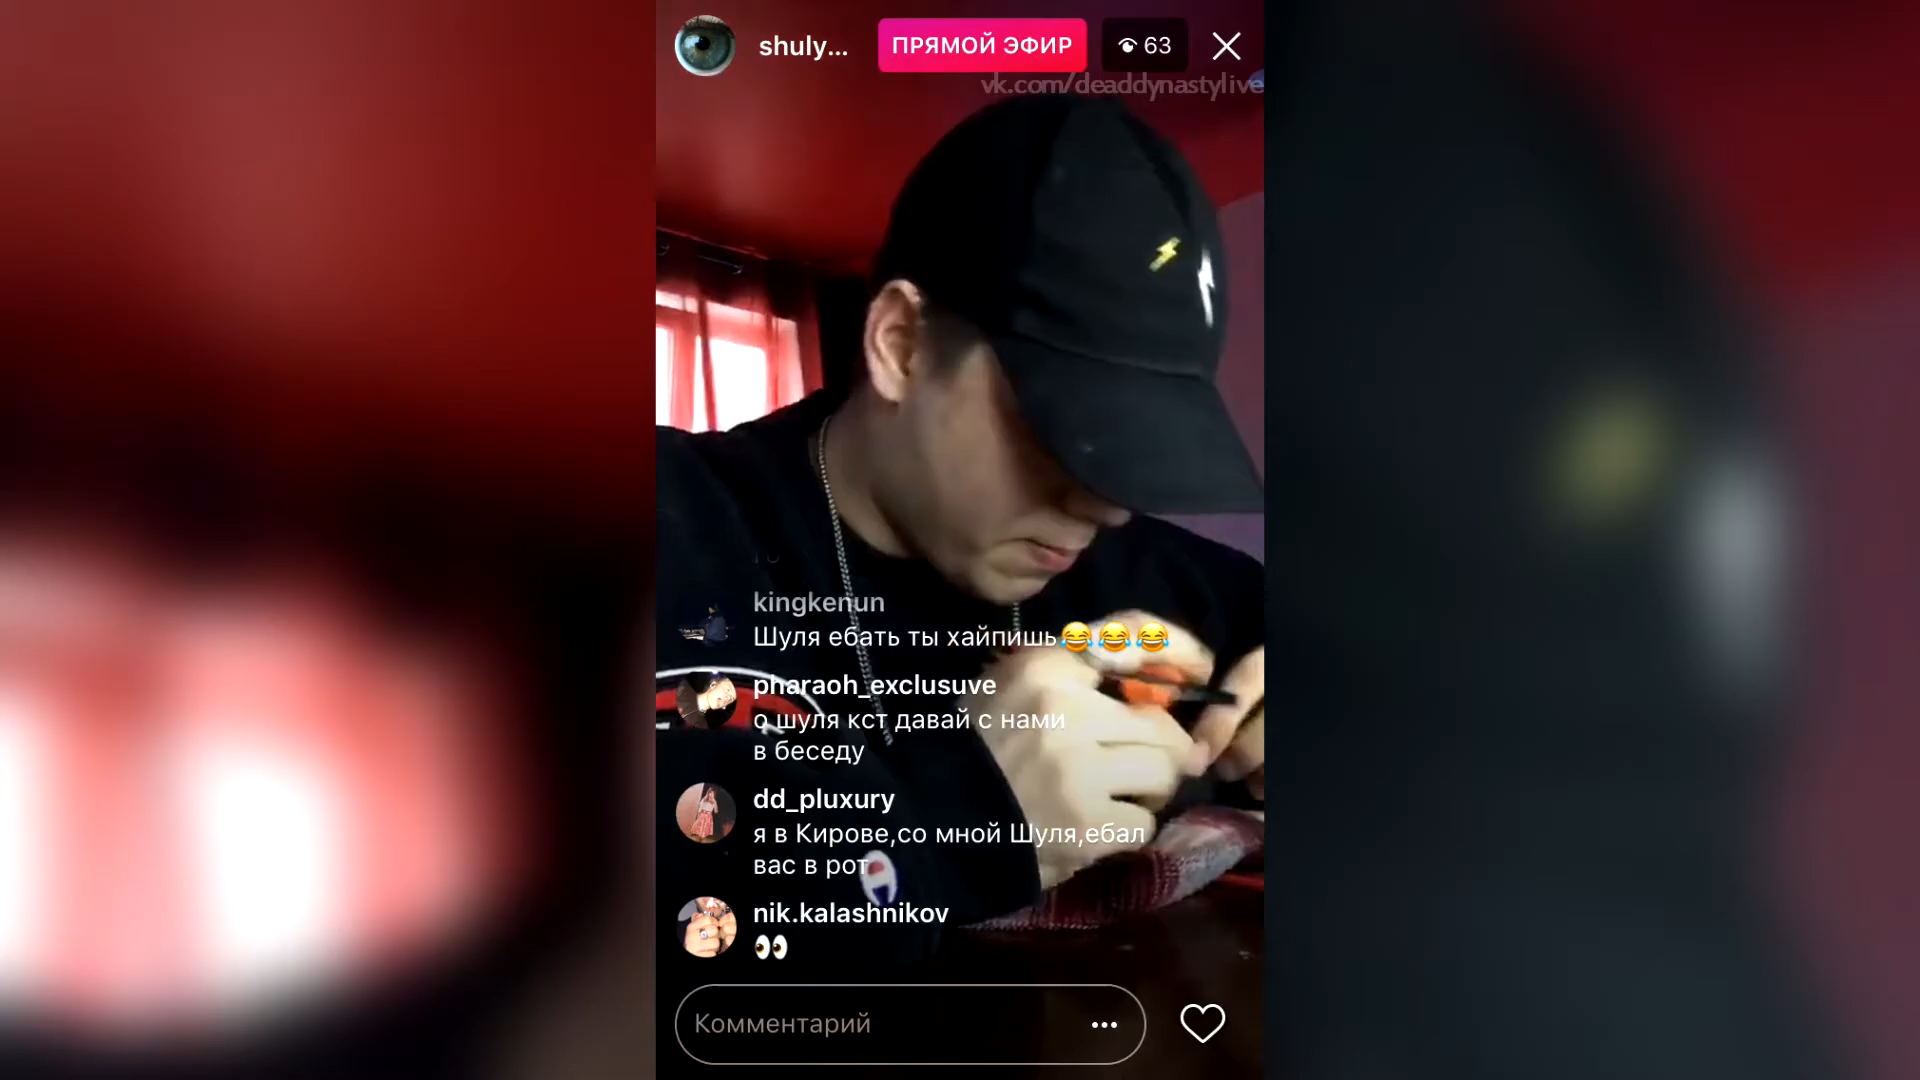 shuly...
ПРЯМОЙ ЭФИР
63
vk.com/deaddynastylive
kingkenun
Шуля ебать ты хайпишь😂😂😂
pharaoh_exclusuve
о шуля кст давай с нами
в беседу
dd_pluxury
я в Кирове,со мной Шуля,ебал
вас в рот
nik.kalashnikov
👀
Комментарий